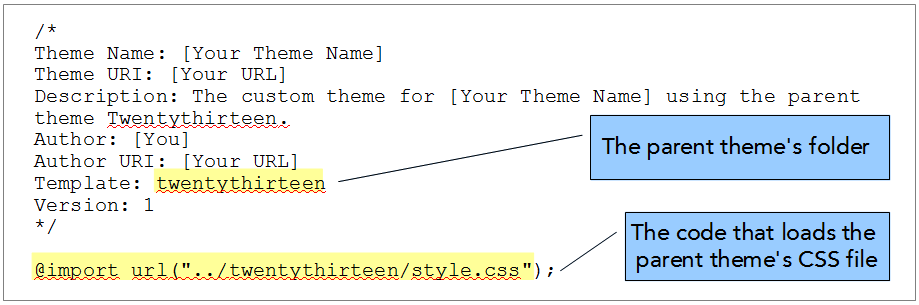 /*
Theme Name: [Your Theme Name]
Theme URI: [Your URL]
Description: The custom theme for [Your Theme Name] using the parent
theme Twentythirteen.
Author: [You]
Author URI: [Your URL]
Template: twentythirteen
Version: 1
*/
@import url("../twentythirteen/style.css");
The parent theme's folder
The code that loads the
parent theme's CSS file